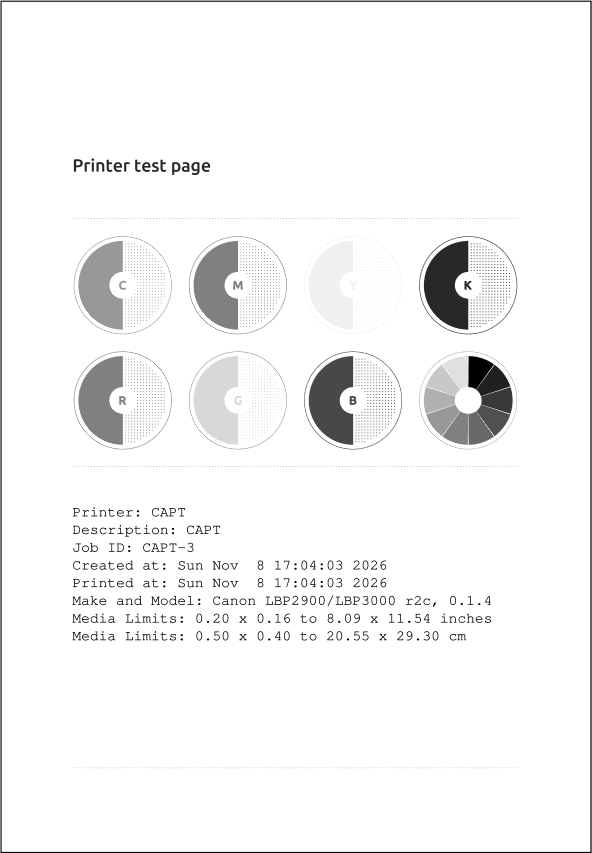 Printer test page
C M Y K
R G B
Printer: CAPT
Description: CAPT
Job ID: CAPT-3
Created at: Sun Nov  8 17:04:03 2026
Printed at: Sun Nov  8 17:04:03 2026
Make and Model: Canon LBP2900/LBP3000 r2c, 0.1.4
Media Limits: 0.20 x 0.16 to 8.09 x 11.54 inches
Media Limits: 0.50 x 0.40 to 20.55 x 29.30 cm